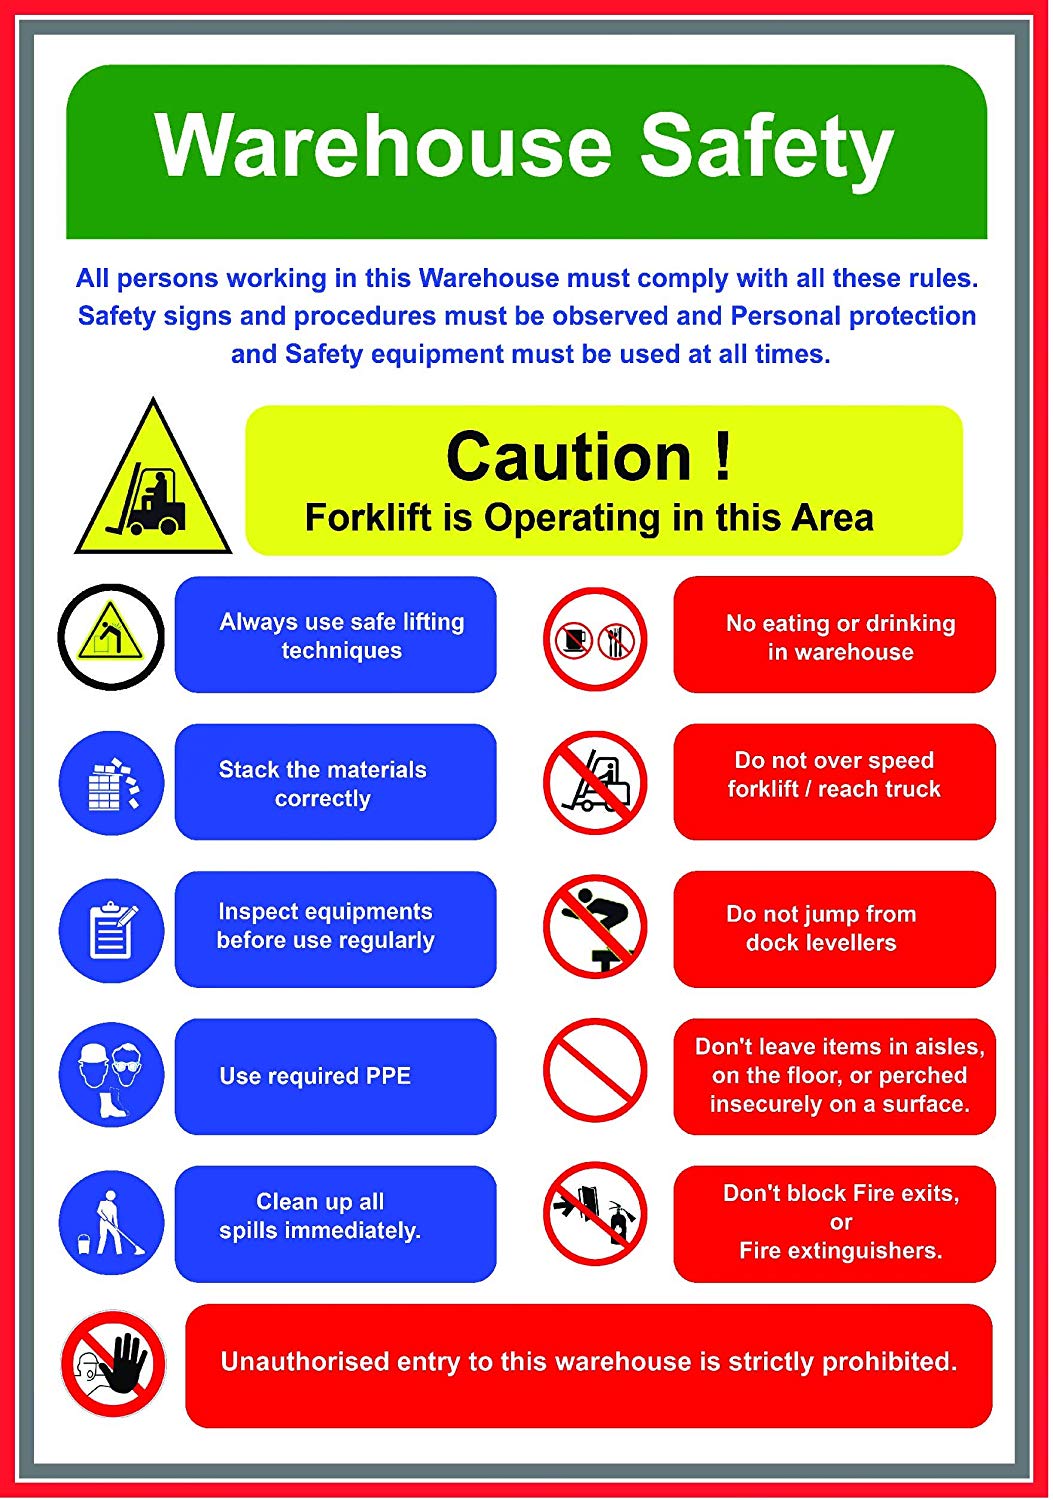 Warehouse Safety
All persons working in this Warehouse must comply with all these rules.
Safety signs and procedures must be observed and Personal protection
and Safety equipment must be used at all times.
Caution !
Forklift is Operating in this Area
Always use safe lifting
techniques
No eating or drinking
in warehouse
Stack the materials
correctly
Do not over speed
forklift / reach truck
Inspect equipments
before use regularly
Do not jump from
dock levellers
Use required PPE
Don't leave items in aisles,
on the floor, or perched
insecurely on a surface.
Clean up all
spills immediately.
Don't block Fire exits,
or
Fire extinguishers.
Unauthorised entry to this warehouse is strictly prohibited.